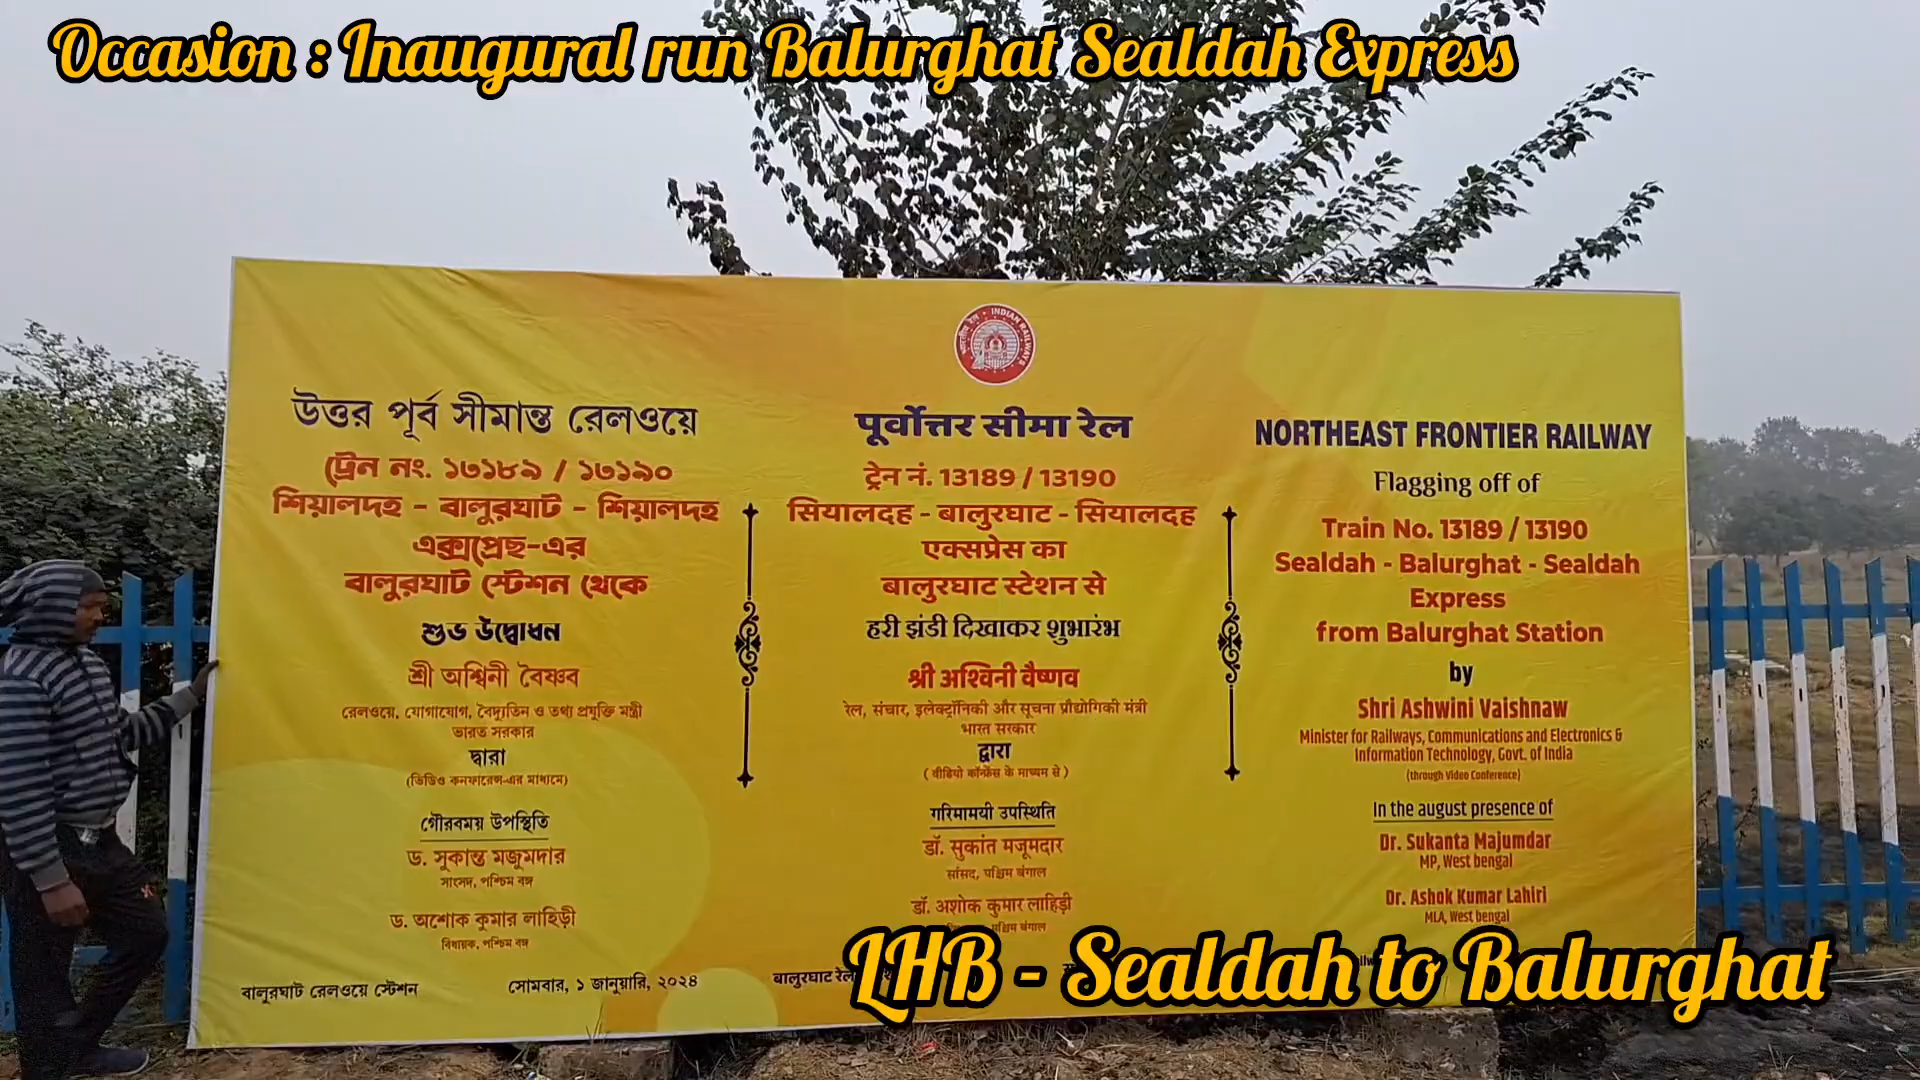 Occasion : Inaugural run Balurghat Sealdah Express
INDIAN RAILWAYS
উত্তর পূর্ব সীমান্ত রেলওয়ে
ট্রেন নং. ১৩১৮৯ / ১৩১৯০
শিয়ালদহ - বালুরঘাট - শিয়ালদহ
এক্সপ্রেছ-এর
বালুরঘাট স্টেশন থেকে
শুভ উদ্বোধন
শ্রী অশ্বিনী বৈষ্ণব
রেলওয়ে, যোগাযোগ, বৈদ্যুতিন ও তথ্য প্রযুক্তি মন্ত্রী
ভারত সরকার
দ্বারা
(ভিডিও কনফারেন্স-এর মাধ্যমে)
গৌরবময় উপস্থিতি
ড. সুকান্ত মজুমদার
সাংসদ, পশ্চিম বঙ্গ
ড. অশোক কুমার লাহিড়ী
বিধায়ক, পশ্চিম বঙ্গ
বালুরঘাট রেলওয়ে স্টেশন
সোমবার, ১ জানুয়ারি, ২০২৪
पूर्वोत्तर सीमा रेल
ट्रेन नं. 13189 / 13190
सियालदह - बालुरघाट - सियालदह
एक्सप्रेस का
बालुरघाट स्टेशन से
हरी झंडी दिखाकर शुभारंभ
श्री अश्विनी वैष्णव
रेल, संचार, इलेक्ट्रॉनिकी और सूचना प्रौद्योगिकी मंत्री
भारत सरकार
द्वारा
( वीडियो कॉन्फ्रेंस के माध्यम से )
गरिमामयी उपस्थिति
डॉ. सुकांत मजूमदार
सांसद, पश्चिम बंगाल
डॉ. अशोक कुमार लाहिड़ी
पश्चिम बंगाल
बालुरघाट
NORTHEAST FRONTIER RAILWAY
Flagging off of
Train No. 13189 / 13190
Sealdah - Balurghat - Sealdah
Express
from Balurghat Station
by
Shri Ashwini Vaishnaw
Minister for Railways, Communications and Electronics &
Information Technology, Govt. of India
(through Video Conference)
In the august presence of
Dr. Sukanta Majumdar
MP, West bengal
Dr. Ashok Kumar Lahiri
MLA, West bengal
LHB - Sealdah to Balurghat